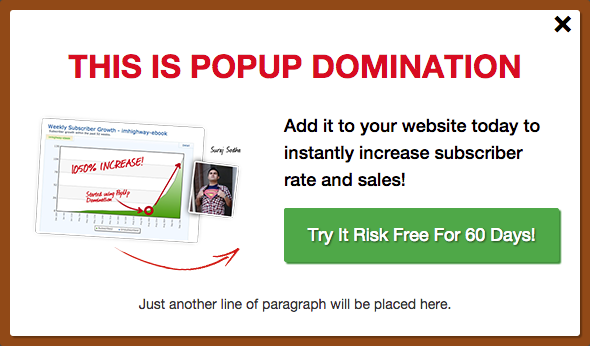 THIS IS POPUP DOMINATION
Weekly Subscriber Growth - imhighway-ebook
1050% INCREASE!
Started using PopUp
Domination
Add it to your website today to
instantly increase subscriber
rate and sales!
Try It Risk Free For 60 Days!
Just another line of paragraph will be placed here.